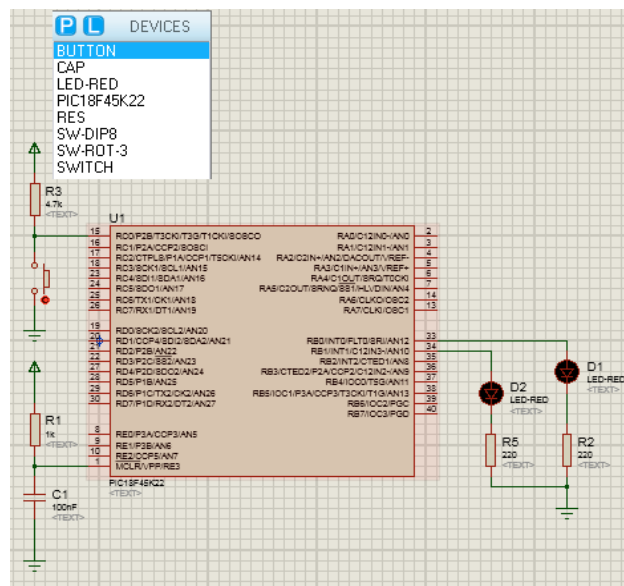 P L DEVICES
BUTTON
CAP
LED-RED
PIC18F45K22
RES
SW-DIP8
SW-ROT-3
SWITCH
R3
4.7k
<TEXT>
U1
15 RC0/P2B/T3CKI/T3G/T1CKI/SOSCO
16 RC1/P2A/CCP2/SOSCI
17 RC2/CTPLS/P1A/CCP1/T5CKI/AN14
18 RC3/SCK1/SCL1/AN15
23 RC4/SDI1/SDA1/AN16
24 RC5/SDO1/AN17
25 RC6/TX1/CK1/AN18
26 RC7/RX1/DT1/AN19
RA0/C12IN0-/AN0 2
RA1/C12IN1-/AN1 3
RA2/C2IN+/AN2/DACOUT/VREF- 4
RA3/C1IN+/AN3/VREF+ 5
RA4/C1OUT/SRQ/T0CKI 6
RA5/C2OUT/SRNQ/SS1/HLVDIN/AN4 7
RA6/CLKO/OSC2 14
RA7/CLKI/OSC1 13
19 RD0/SCK2/SCL2/AN20
20 RD1/CCP4/SDI2/SDA2/AN21
21 RD2/P2B/AN22
22 RD3/P2C/SS2/AN23
27 RD4/P2D/SDO2/AN24
28 RD5/P1B/AN25
29 RD6/P1C/TX2/CK2/AN26
30 RD7/P1D/RX2/DT2/AN27
RB0/INT0/FLT0/SRI/AN12 33
RB1/INT1/C12IN3-/AN10 34
RB2/INT2/CTED1/AN8 35
RB3/CTED2/P2A/CCP2/C12IN2-/AN9 36
RB4/IOC0/T5G/AN11 37
RB5/IOC1/P3A/CCP3/T3CKI/T1G/AN13 38
RB6/IOC2/PGC 39
RB7/IOC3/PGD 40
8 RE0/P3A/CCP3/AN5
9 RE1/P3B/AN6
10 RE2/CCP5/AN7
1 MCLR/VPP/RE3
PIC18F45K22
<TEXT>
D1
LED-RED
<TEXT>
D2
LED-RED
<TEXT>
R1
1k
<TEXT>
R5
220
<TEXT>
R2
220
<TEXT>
C1
100nF
<TEXT>